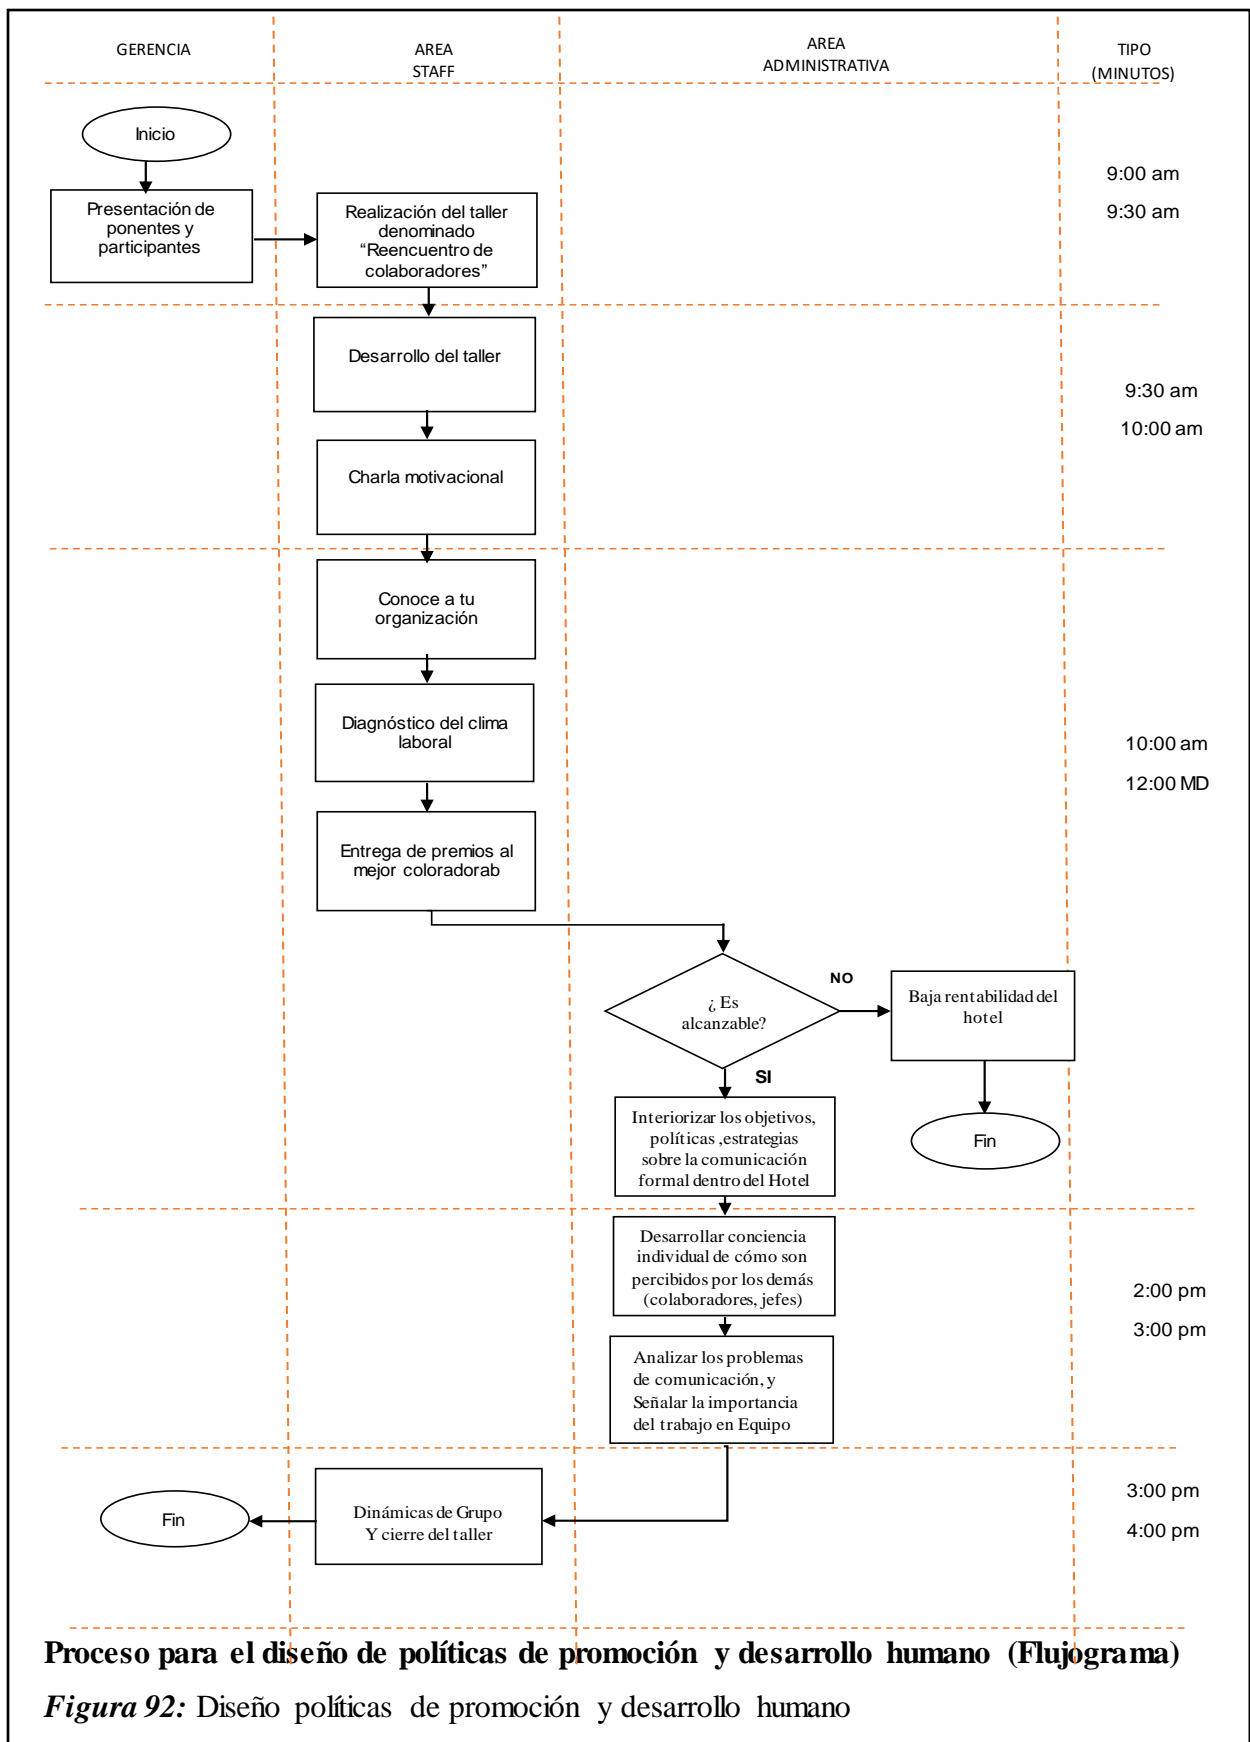 GERENCIA
AREA
STAFF
AREA
ADMINISTRATIVA
TIPO
(MINUTOS)
Inicio
Presentación de
ponentes y
participantes
Realización del taller
denominado
“Reencuentro de
colaboradores”
9:00 am
9:30 am
Desarrollo del taller
Charla motivacional
9:30 am
10:00 am
Conoce a tu
organización
Diagnóstico del clima
laboral
Entrega de premios al
mejor coloradorab
10:00 am
12:00 MD
¿ Es
alcanzable?
NO
Baja rentabilidad del
hotel
SI
Fin
Interiorizar los objetivos,
políticas ,estrategias
sobre la comunicación
formal dentro del Hotel
Desarrollar conciencia
individual de cómo son
percibidos por los demás
(colaboradores, jefes)
2:00 pm
3:00 pm
Analizar los problemas
de comunicación, y
Señalar la importancia
del trabajo en Equipo
Fin
Dinámicas de Grupo
Y cierre del taller
3:00 pm
4:00 pm
Proceso para el diseño de políticas de promoción y desarrollo humano (Flujograma)
Figura 92: Diseño políticas de promoción y desarrollo humano